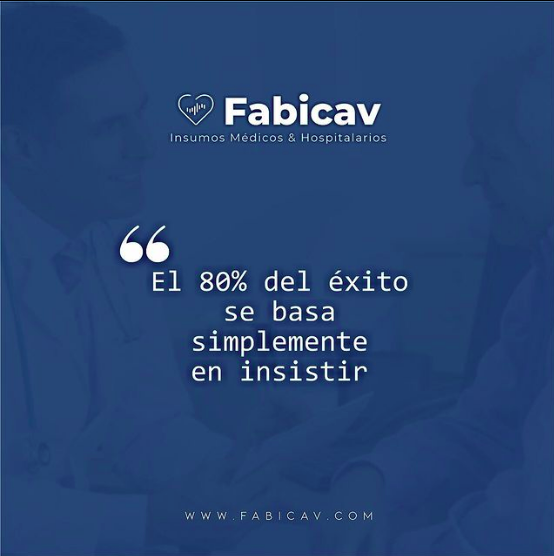 Fabicav
Insumos Médicos & Hospitalarios
“
El 80% del éxito
se basa
simplemente
en insistir
WWW.FABICAV.COM